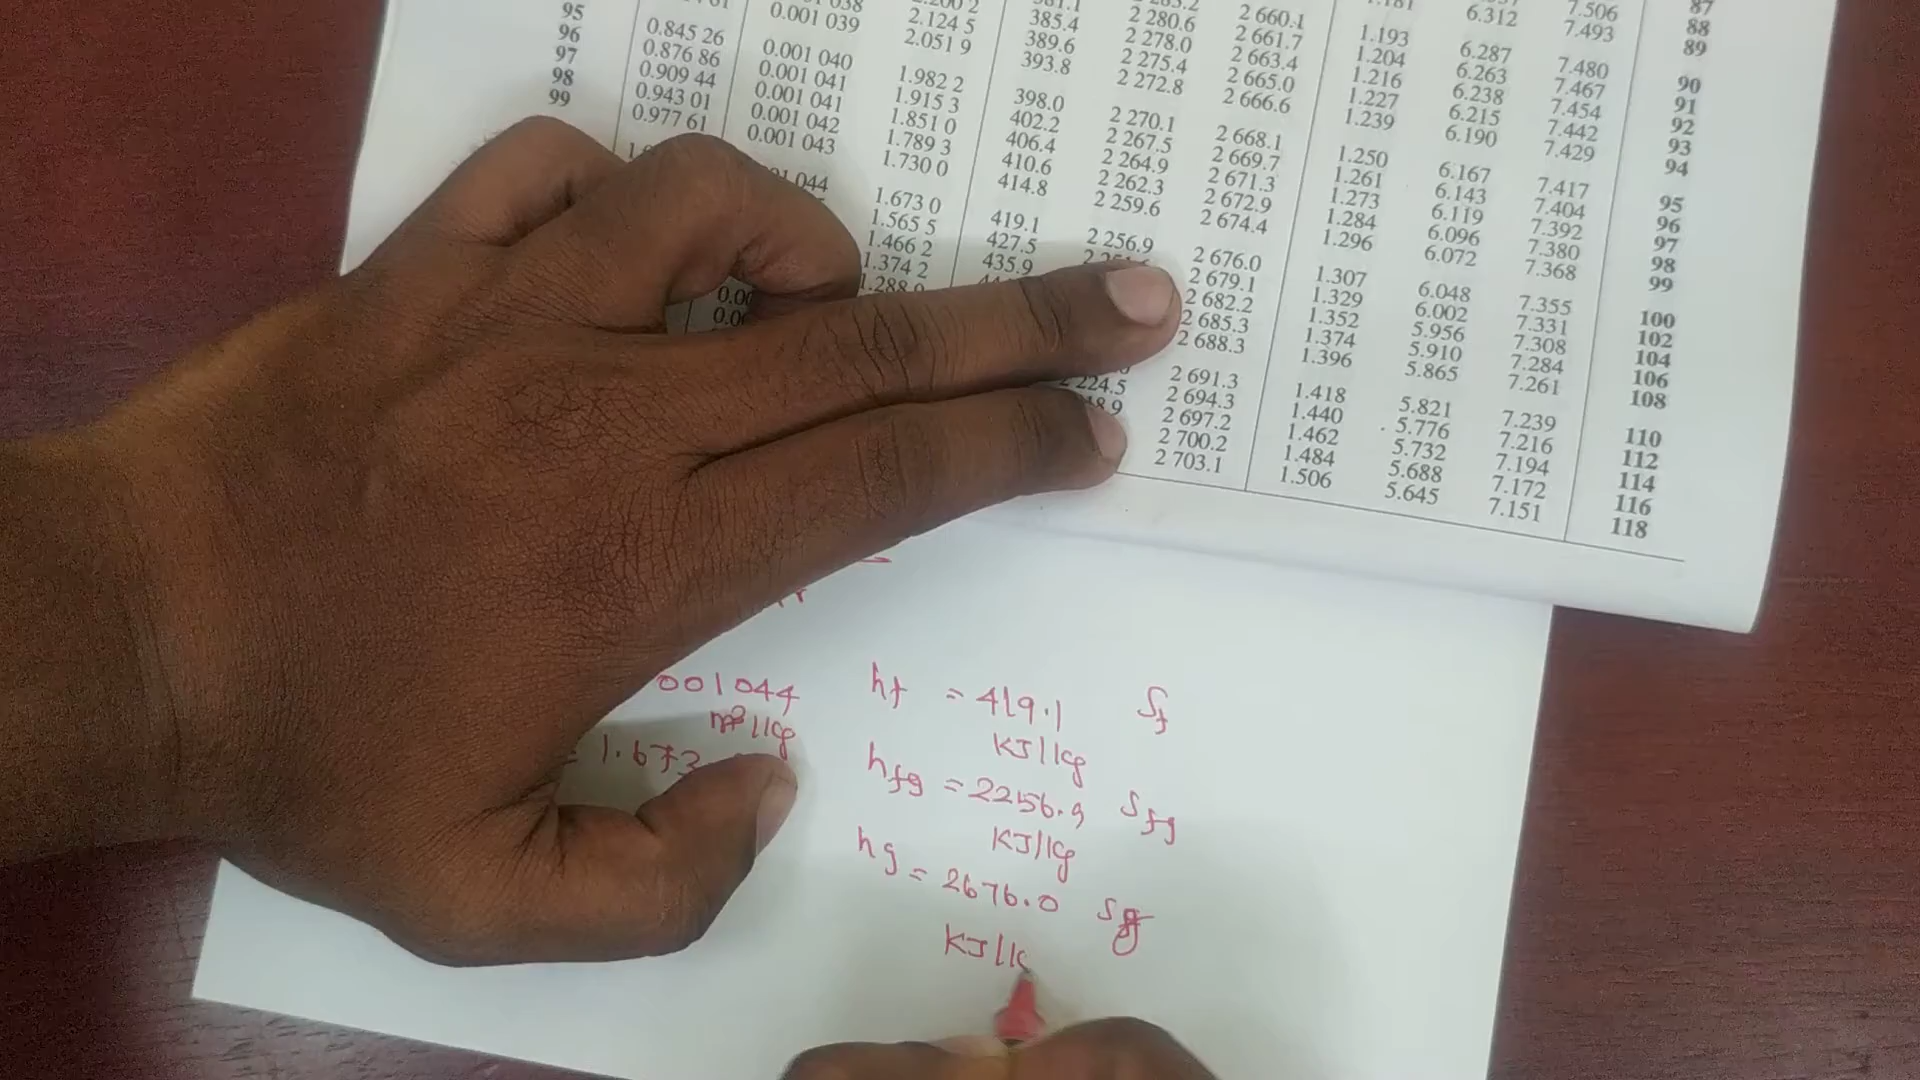 95 0.845 26 0.001 039 2.124 5 385.4 2 280.6 2 660.1 6.312 7.506 87
96 0.876 86 0.001 040 2.051 9 389.6 2 278.0 2 661.7 1.193 7.493 88
97 0.909 44 0.001 041 393.8 2 275.4 2 663.4 1.204 6.287 89
98 0.943 01 0.001 041 1.982 2 2 272.8 2 665.0 1.216 6.263 7.480
99 0.977 61 0.001 042 1.915 3 398.0 2 666.6 1.227 6.238 7.467 90
0.001 043 1.851 0 402.2 2 270.1 1.239 6.215 7.454 91
1.789 3 406.4 2 267.5 2 668.1 6.190 7.442 92
1.730 0 410.6 2 264.9 2 669.7 1.250 7.429 93
414.8 2 262.3 2 671.3 1.261 6.167 94
1.673 0 2 259.6 2 672.9 1.273 6.143 7.417
1.565 5 419.1 2 674.4 1.284 6.119 7.404 95
1.466 2 427.5 2 256.9 1.296 6.096 7.392 96
1.374 2 435.9 2 676.0 6.072 7.380 97
2 679.1 1.307 7.368 98
2 682.2 1.329 6.048 99
2 685.3 1.352 6.002 7.355
2 688.3 1.374 5.956 7.331 100
1.396 5.910 7.308 102
2 691.3 5.865 7.284 104
2 694.3 1.418 7.261 106
2 697.2 1.440 5.821 108
2 700.2 1.462 5.776 7.239
2 703.1 1.484 5.732 7.216 110
1.506 5.688 7.194 112
5.645 7.172 114
7.151 116
118
001044
m³/kg
= 1.673
hf = 419.1
KJ/kg
hfg = 2256.9
KJ/kg
hg = 2676.0
KJ/k
Sf
Sfg
Sg